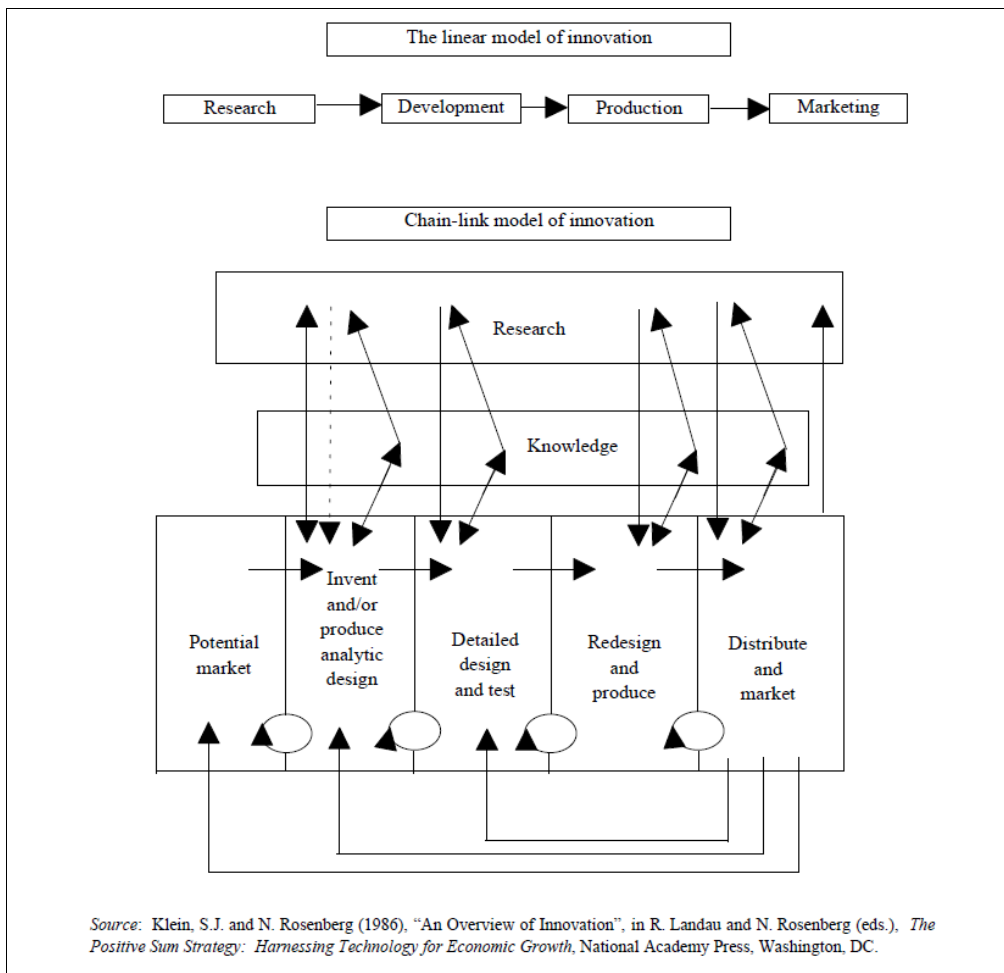 The linear model of innovation
Research
Development
Production
Marketing
Chain-link model of innovation
Research
Knowledge
Potential
market
Invent
and/or
produce
analytic
design
Detailed
design
and test
Redesign
and
produce
Distribute
and
market
Source: Klein, S.J. and N. Rosenberg (1986), “An Overview of Innovation”, in R. Landau and N. Rosenberg (eds.), The
Positive Sum Strategy: Harnessing Technology for Economic Growth, National Academy Press, Washington, DC.